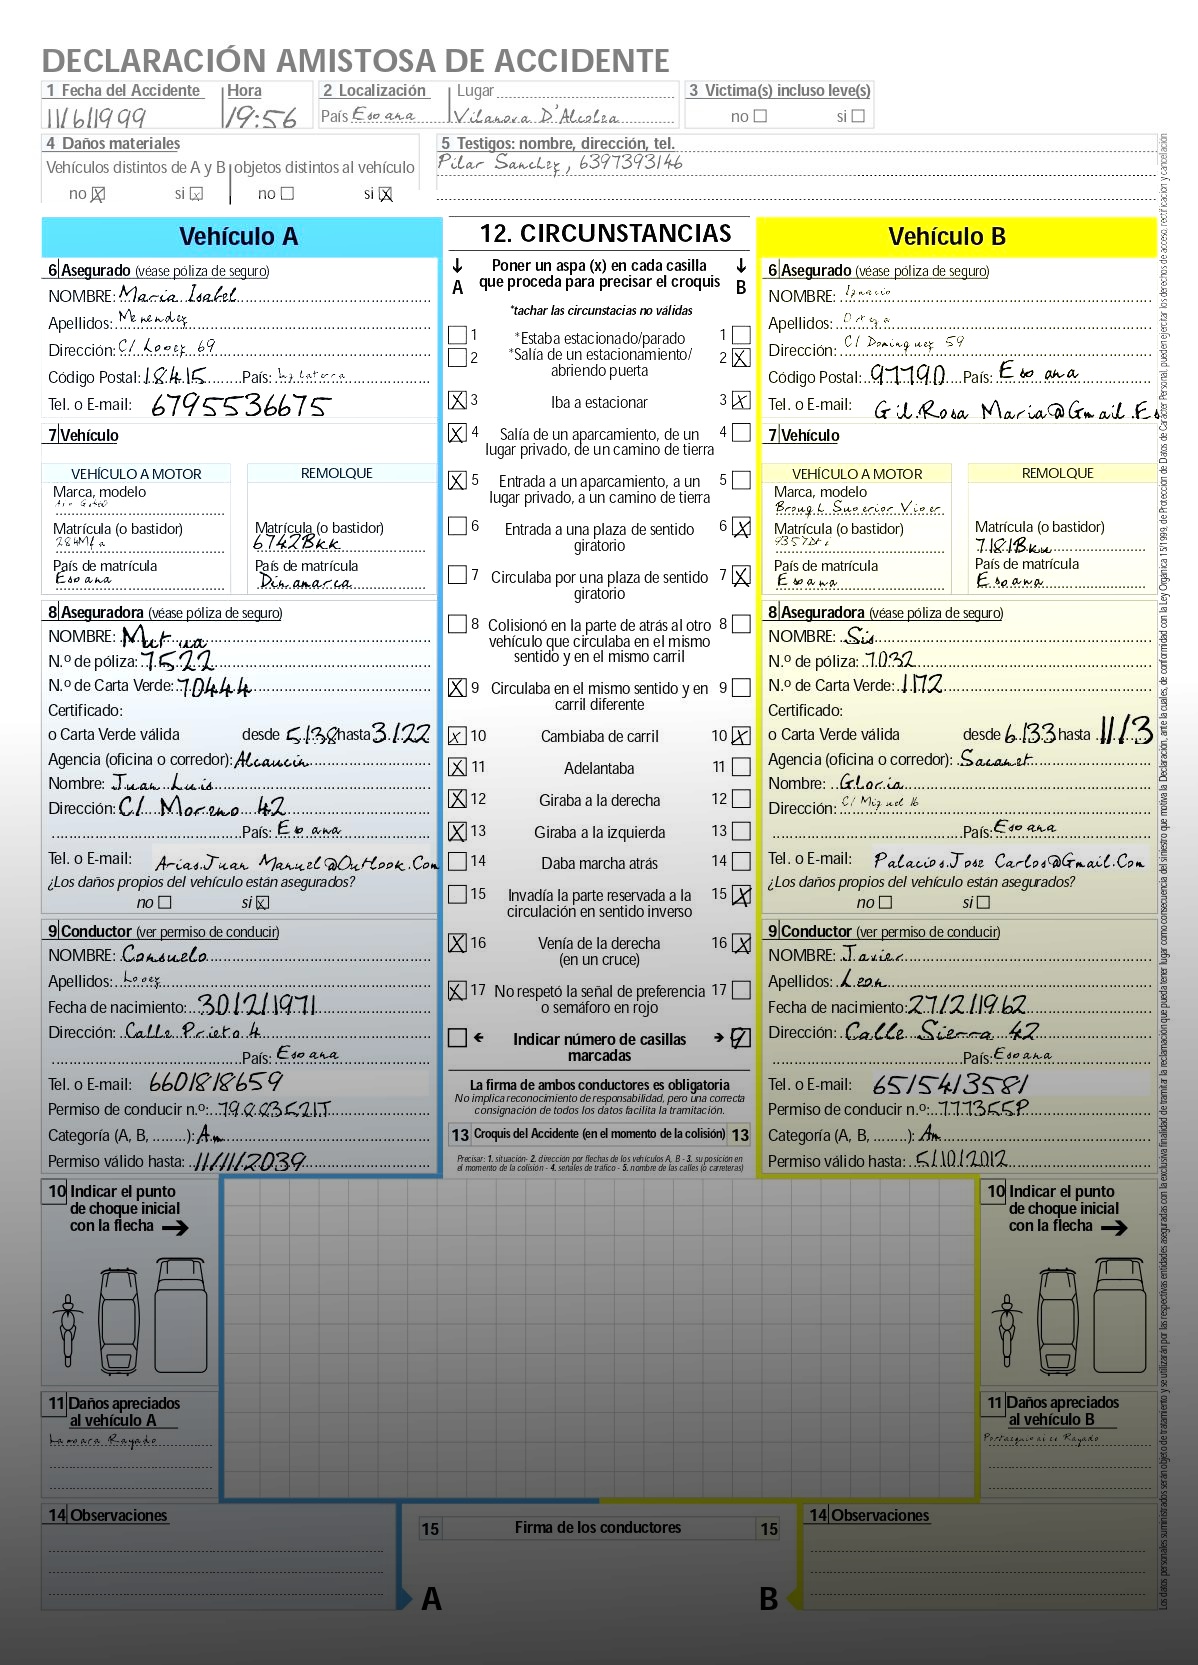 DECLARACIÓN AMISTOSA DE ACCIDENTE
1 Fecha del Accidente Hora 2 Localización Lugar 3 Victima(s) incluso leve(s)
11/6/1999 19:56 País Espana Vilanova D'Alcolea no si
4 Daños materiales 5 Testigos: nombre, dirección, tel.
Vehículos distintos de A y B objetos distintos al vehículo Pilar Sanchez, 6397393146
no X si X no si X
Vehículo A
6 Asegurado (véase póliza de seguro)
NOMBRE: Maria Isabel
Apellidos: Menendez
Dirección: C/ Lopez 69
Código Postal: 18415 País: Inglaterra
Tel. o E-mail: 6795536675
7 Vehículo
VEHÍCULO A MOTOR REMOLQUE
Marca, modelo
Matrícula (o bastidor) Matrícula (o bastidor)
6742Bkk
País de matrícula País de matrícula
Espana Dinamarca
8 Aseguradora (véase póliza de seguro)
NOMBRE: Mutua
N.º de póliza: 7522
N.º de Carta Verde: 70444
Certificado:
o Carta Verde válida desde 5/38 hasta 3/22
Agencia (oficina o corredor): Alcaucin
Nombre: Juan Luis
Dirección: C/ Moreno 42
País: Espana
Tel. o E-mail: Arias.Juan Manuel@Outlook.Com
¿Los daños propios del vehículo están asegurados?
no si X
9 Conductor (ver permiso de conducir)
NOMBRE: Consuelo
Apellidos: Lopez
Fecha de nacimiento: 30/2/1971
Dirección: Calle Prieto 4
País: Espana
Tel. o E-mail: 6601818659
Permiso de conducir n.º: 79803521T
Categoría (A, B, ........): Am
Permiso válido hasta: 11/11/2039
12. CIRCUNSTANCIAS
A Poner un aspa (x) en cada casilla que proceda para precisar el croquis B
*tachar las circunstacias no válidas
1 *Estaba estacionado/parado 1
2 *Salía de un estacionamiento/ 2 X
abriendo puerta
X 3 Iba a estacionar 3 X
X 4 Salía de un aparcamiento, de un 4
lugar privado, de un camino de tierra
X 5 Entrada a un aparcamiento, a un 5
lugar privado, a un camino de tierra
6 Entrada a una plaza de sentido 6 X
giratorio
7 Circulaba por una plaza de sentido 7 X
giratorio
8 Colisionó en la parte de atrás al otro 8
vehículo que circulaba en el mismo
sentido y en el mismo carril
X 9 Circulaba en el mismo sentido y en 9
carril diferente
X 10 Cambiaba de carril 10 X
X 11 Adelantaba 11
X 12 Giraba a la derecha 12
X 13 Giraba a la izquierda 13
14 Daba marcha atrás 14
15 Invadía la parte reservada a la 15 X
circulación en sentido inverso
X 16 Venía de la derecha 16 X
(en un cruce)
X 17 No respetó la señal de preferencia 17
o semáforo en rojo
Indicar número de casillas 9
marcadas
La firma de ambos conductores es obligatoria
No implica reconocimiento de responsabilidad, pero una correcta
consignación de todos los datos facilita la tramitación.
13 Croquis del Accidente (en el momento de la colisión) 13
Precisar: 1. situación- 2. dirección por flechas de los vehículos A, B - 3. su posición en
el momento de la colisión - 4. señales de tráfico - 5. nombre de las calles (o carreteras)
Vehículo B
6 Asegurado (véase póliza de seguro)
NOMBRE: Ignacio
Apellidos: Ortega
Dirección: C/ Dominguez 59
Código Postal: 97790 País: Espana
Tel. o E-mail: Gil.Rosa Maria@Gmail.Es
7 Vehículo
VEHÍCULO A MOTOR REMOLQUE
Marca, modelo
Brough Superior Viper
Matrícula (o bastidor) Matrícula (o bastidor)
7181Bku
País de matrícula País de matrícula
Espana Espana
8 Aseguradora (véase póliza de seguro)
NOMBRE: Sis
N.º de póliza: 7032
N.º de Carta Verde: 1172
Certificado:
o Carta Verde válida desde 6/33 hasta 11/3
Agencia (oficina o corredor): Sacanet
Nombre: Gloria
Dirección: C/ Miguel 16
País: Espana
Tel. o E-mail: Palacios.Jose Carlos@Gmail.Com
¿Los daños propios del vehículo están asegurados?
no si
9 Conductor (ver permiso de conducir)
NOMBRE: Javier
Apellidos: Leon
Fecha de nacimiento: 27/2/1962
Dirección: Calle Sierra 42
País: Espana
Tel. o E-mail: 6515413581
Permiso de conducir n.º: 777355P
Categoría (A, B, .......): Am
Permiso válido hasta: 5/10/2012
10 Indicar el punto
de choque inicial
con la flecha
10 Indicar el punto
de choque inicial
con la flecha
11 Daños apreciados
al vehículo A
Lampara Rayado
11 Daños apreciados
al vehículo B
Portaequipajes Rayado
14 Observaciones
15 Firma de los conductores 15
A B
14 Observaciones
Los datos personales suministrados serán objeto de tratamiento y se utilizarán por las respectivas entidades aseguradas con la exclusiva finalidad de tramitar la reclamación que pueda tener lugar como consecuencia del siniestro que motiva la Declaración, ante la cuales, de conformidad con la Ley Orgánica 15/1999, de Protección de Datos de Carácter Personal, pueden ejercitar los derechos de acceso, rectificación y cancelación